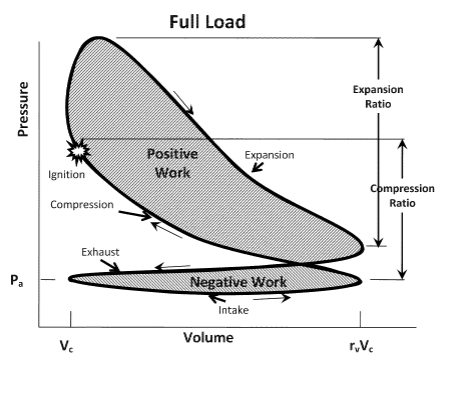 Full Load
Pressure
Expansion
Ratio
Positive
Work
Expansion
Ignition
Compression
Ratio
Compression
Exhaust
Pa
Negative Work
Intake
Volume
Vc
rvVc